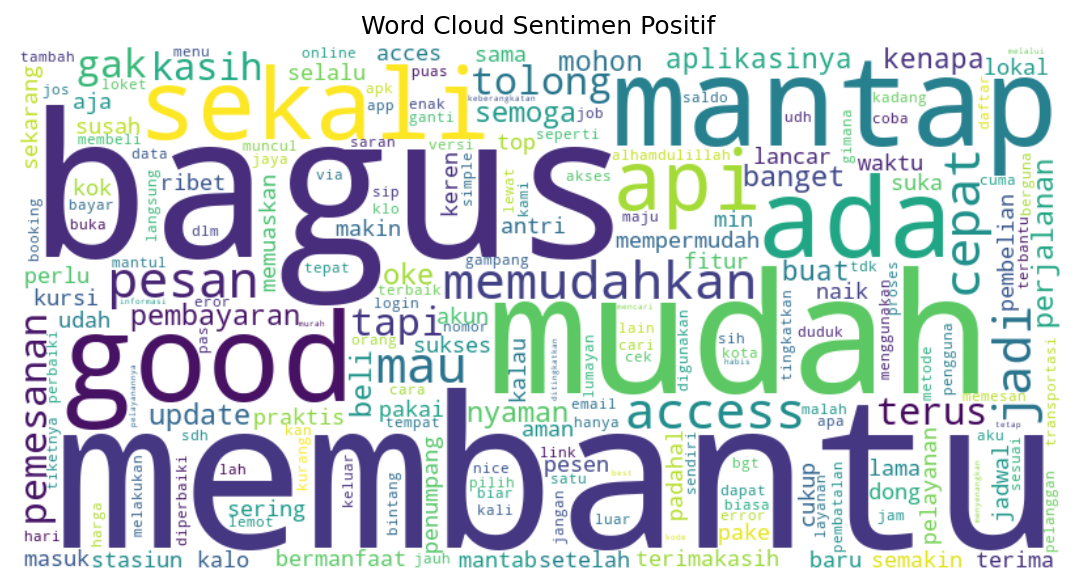 Word Cloud Sentimen Positif
tambah gak kasih menu selalu online acces sama mohon aplikasinya kenapa lokal melalui
jos loket aja sekali puas apk app enak tolong keberangkatan mantap saldo kadang daftar
sekarang susah membeli muncul saran ganti versi semoga job top seperti udh coba gimana
bagus data jaya via sip klo keren simple lewat kami alhamdulillah api lancar banget waktu suka cuma berguna
kok bayar buka langsung ribet dlm memuaskan makin antri akses maju min ada cepat
booking mantul tepat gampang mempermudah fitur perjalanan
perlu pesan oke terbaik memudahkan buat tdk proses pembelian terbantu
kursi informasi eror login mencari naik menggunakan
udah pembayaran murah tapi akun nomor mudah duduk jadi
pemesanan good pas orang sukses lain cari cek sih kota habis tingkatkan
tiketnya perbaiki pelayanannya beli mau kalau lumayan ditingkatkan digunakan metode pengguna memesan transportasi
update praktis cara pakai tempat nyaman aman email hanya access malah apa terus tetap
sdh kan kurang membantu link padahal sendiri aku
hari harga melakukan diperbaiki lah sering lemot keluar bintang penumpang nice pilih biar kali pesen satu jangan luar best bgt dapat biasa error pake kode cukup layanan pembatalan lama dong jam pelayanan menyenangkan jadwal sesuai pelanggan
masuk stasiun kalo bermanfaat jauh mantab setelah terimakasih baru semakin terima